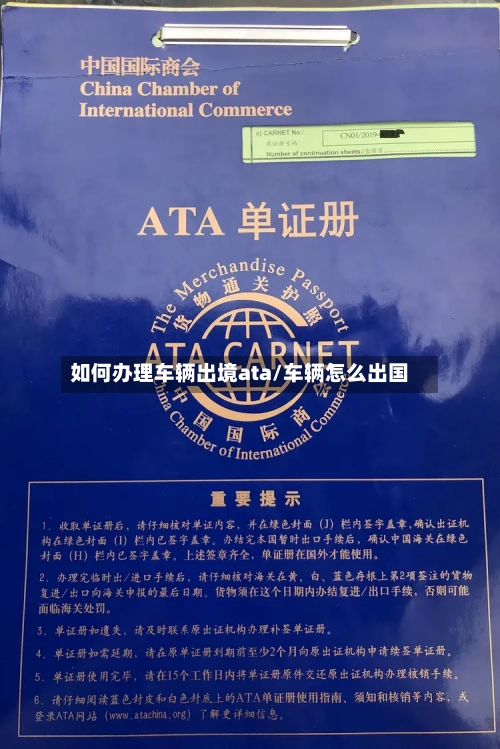 中国国际商会
China Chamber of
International Commerce
a) CARNET No./
单证册号码
CN01/2019-
Number of continuation sheets:/含续页
ATA 单证册
The Merchandise Passport
货物通关护照
ATA CARNET
如何办理车辆出境ata/车辆怎么出国
中国国际商会
China Chamber of International Commerce
重要提示
1．收取单证册后，请仔细核对单证内容，并在绿色封面（J）栏内签字盖章，确认出证机
构在绿色封面（I）栏内已签字盖章。办结完本国暂时出口手续后，确认中国海关在绿色
封面（H）栏内已签字盖章。上述签章齐全，单证册在国外才能使用。
2．办理完临时出/进口手续后，请仔细核对海关在黄、白、蓝色存根上第2项签注的货物
复进/出口向海关申报的最后日期。货物须在这个日期内办结复进/出口手续，否则可能
面临海关处罚。
3．单证册如遗失，请及时联系原出证机构办理补签单证册。
4．单证册如需延期，请在原单证册到期前至少2个月向原出证机构申请续签单证册。
5．单证册使用完毕，请在15个工作日内将单证册原件交还原出证机构办理核销手续。
6．请仔细阅读蓝色封皮和白色封底上的ATA单证册使用指南、须知和核销等内容，或
登录ATA网站（www.atachina.org）了解更详细信息。